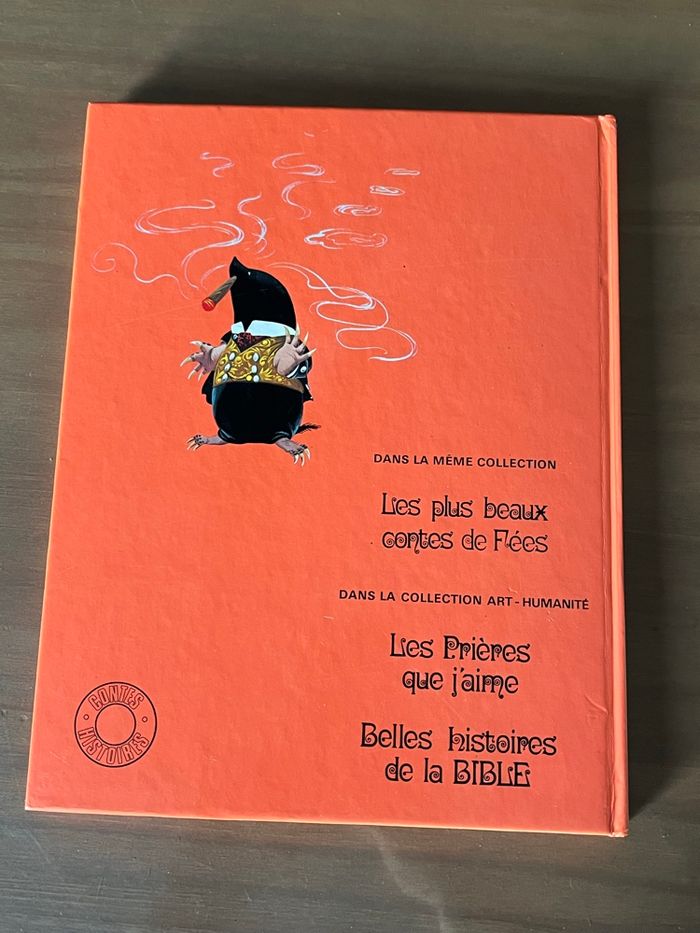 DANS LA MÊME COLLECTION
Les plus beaux
contes de Fées
DANS LA COLLECTION ART-HUMANITÉ
Les Prières
que j'aime
Belles histoires
de la BIBLE
CONTES
HISTOIRES